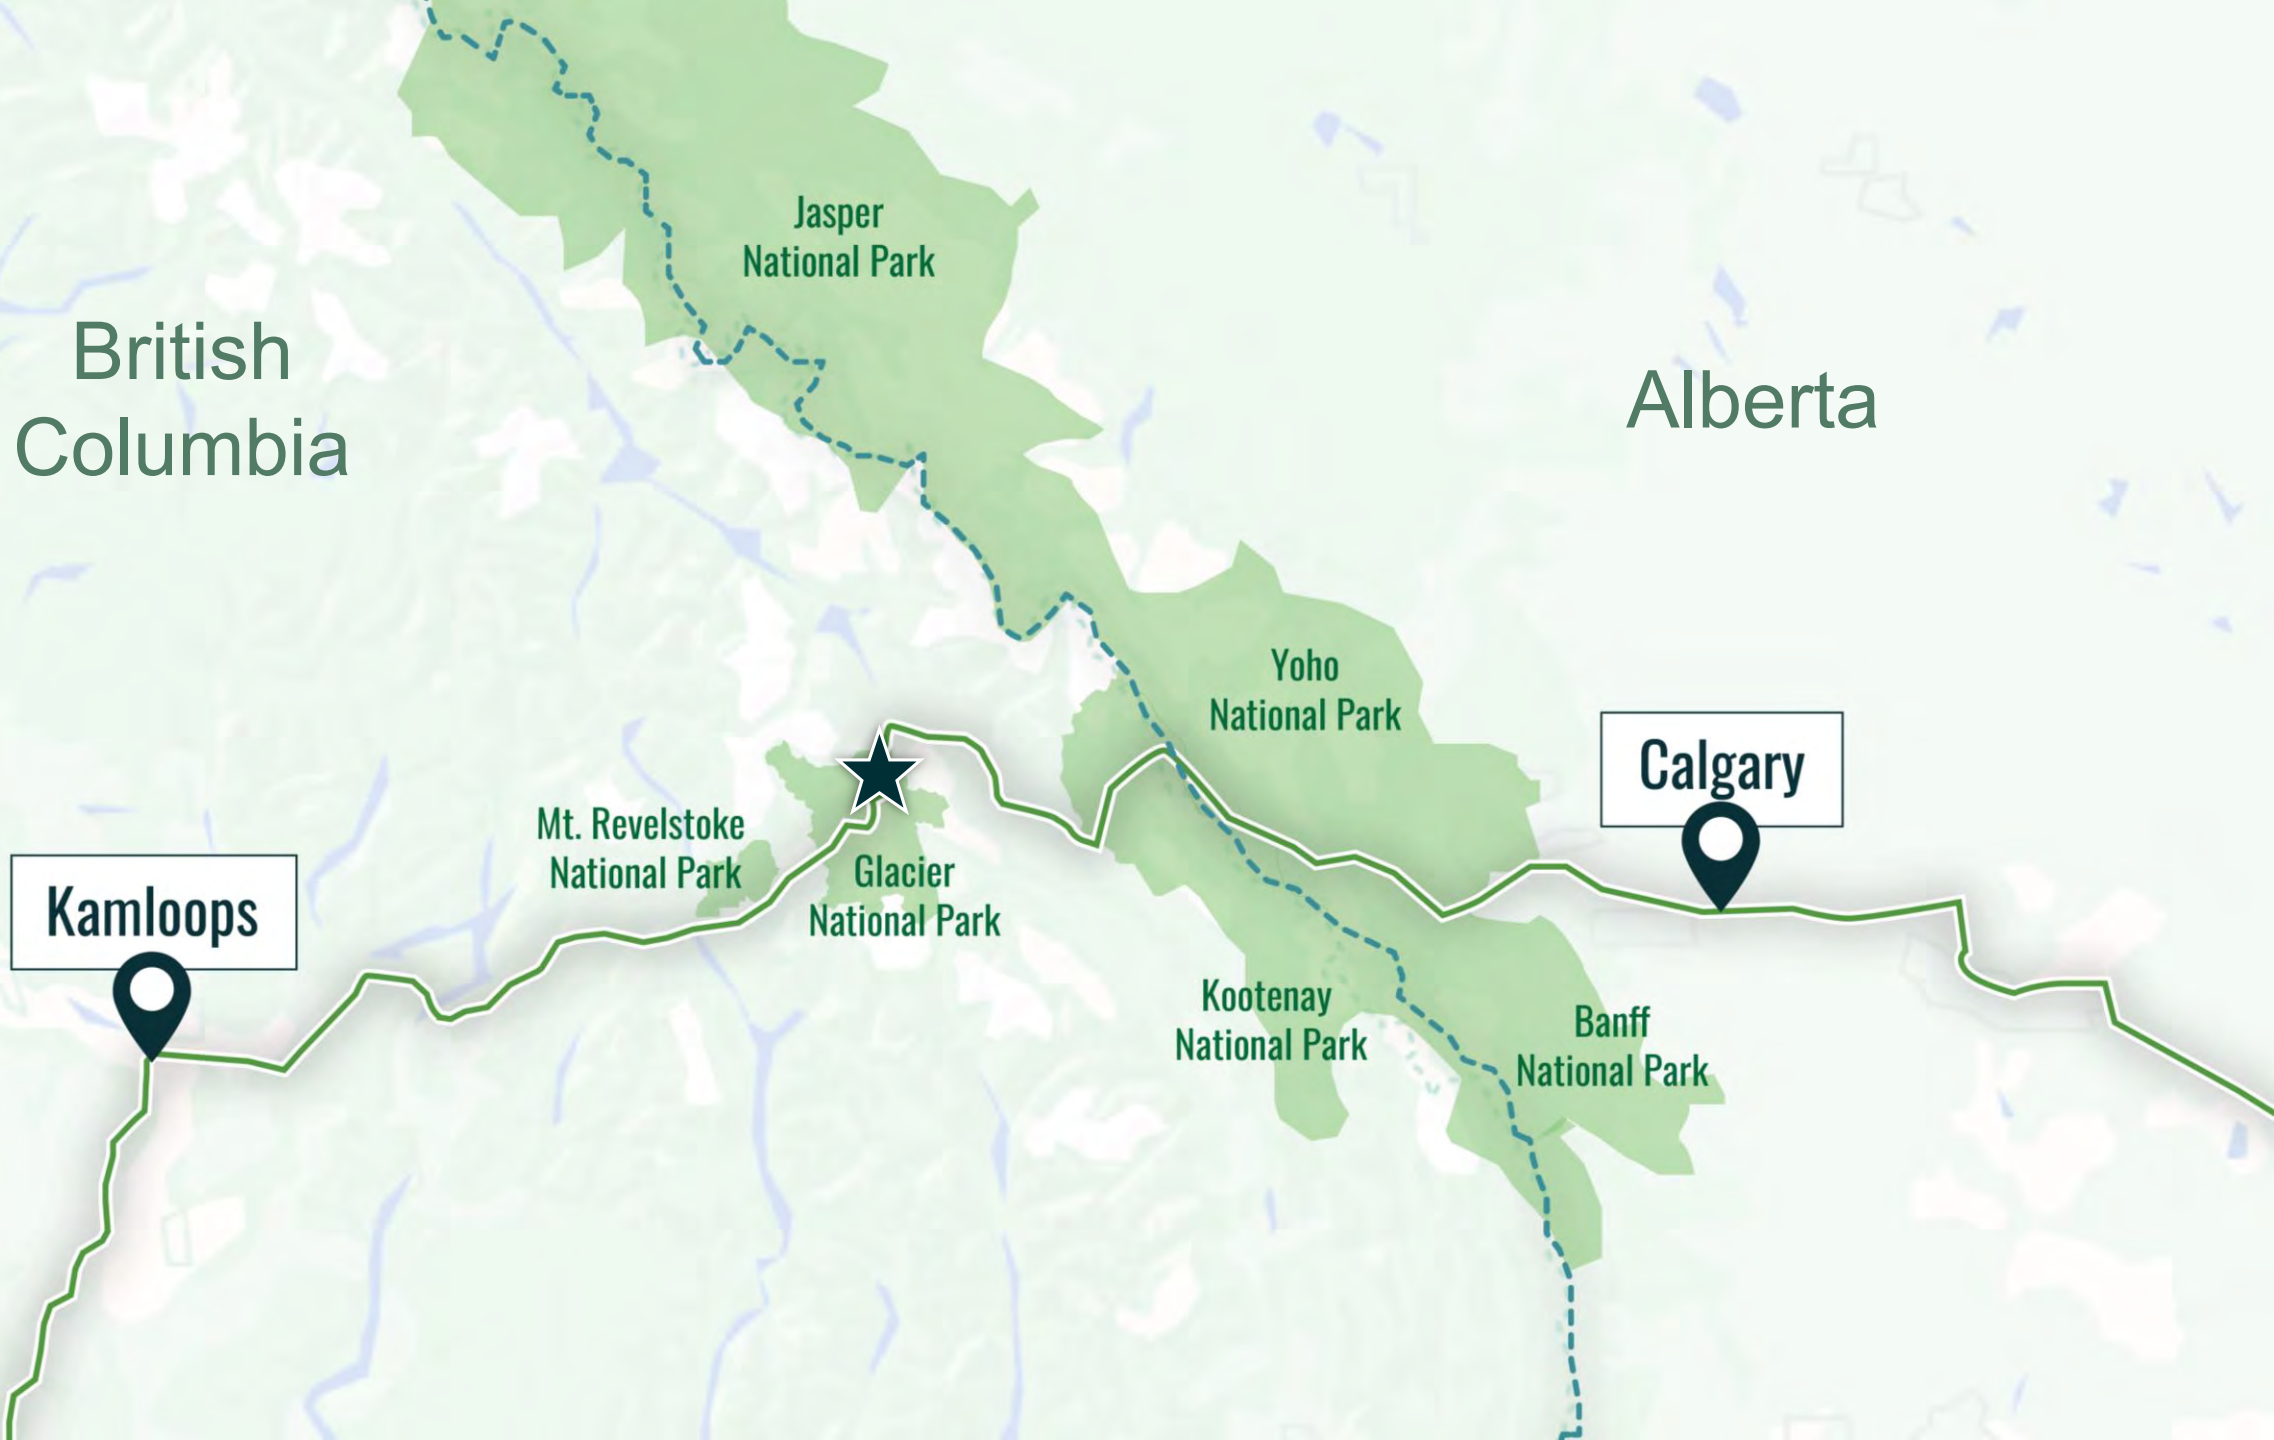 Jasper
National Park
British
Columbia
Alberta
Yoho
National Park
Calgary
Mt. Revelstoke
National Park
Glacier
National Park
Kamloops
Kootenay
National Park
Banff
National Park